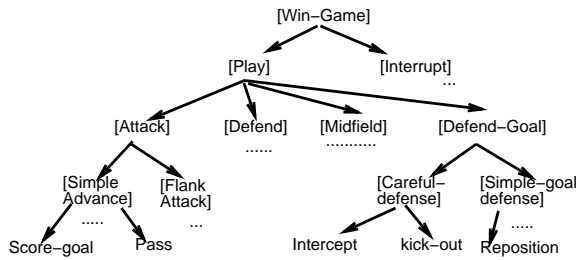 [Win−Game]
[Play]
[Interrupt]
...
[Attack]
[Defend]
[Midfield]
[Defend−Goal]
......
...........
[Simple
Advance]
[Flank
Attack]
[Careful-
defense]
[Simple−goal
defense]
.....
...
.....
Score−goal
Pass
Intercept
kick−out
Reposition